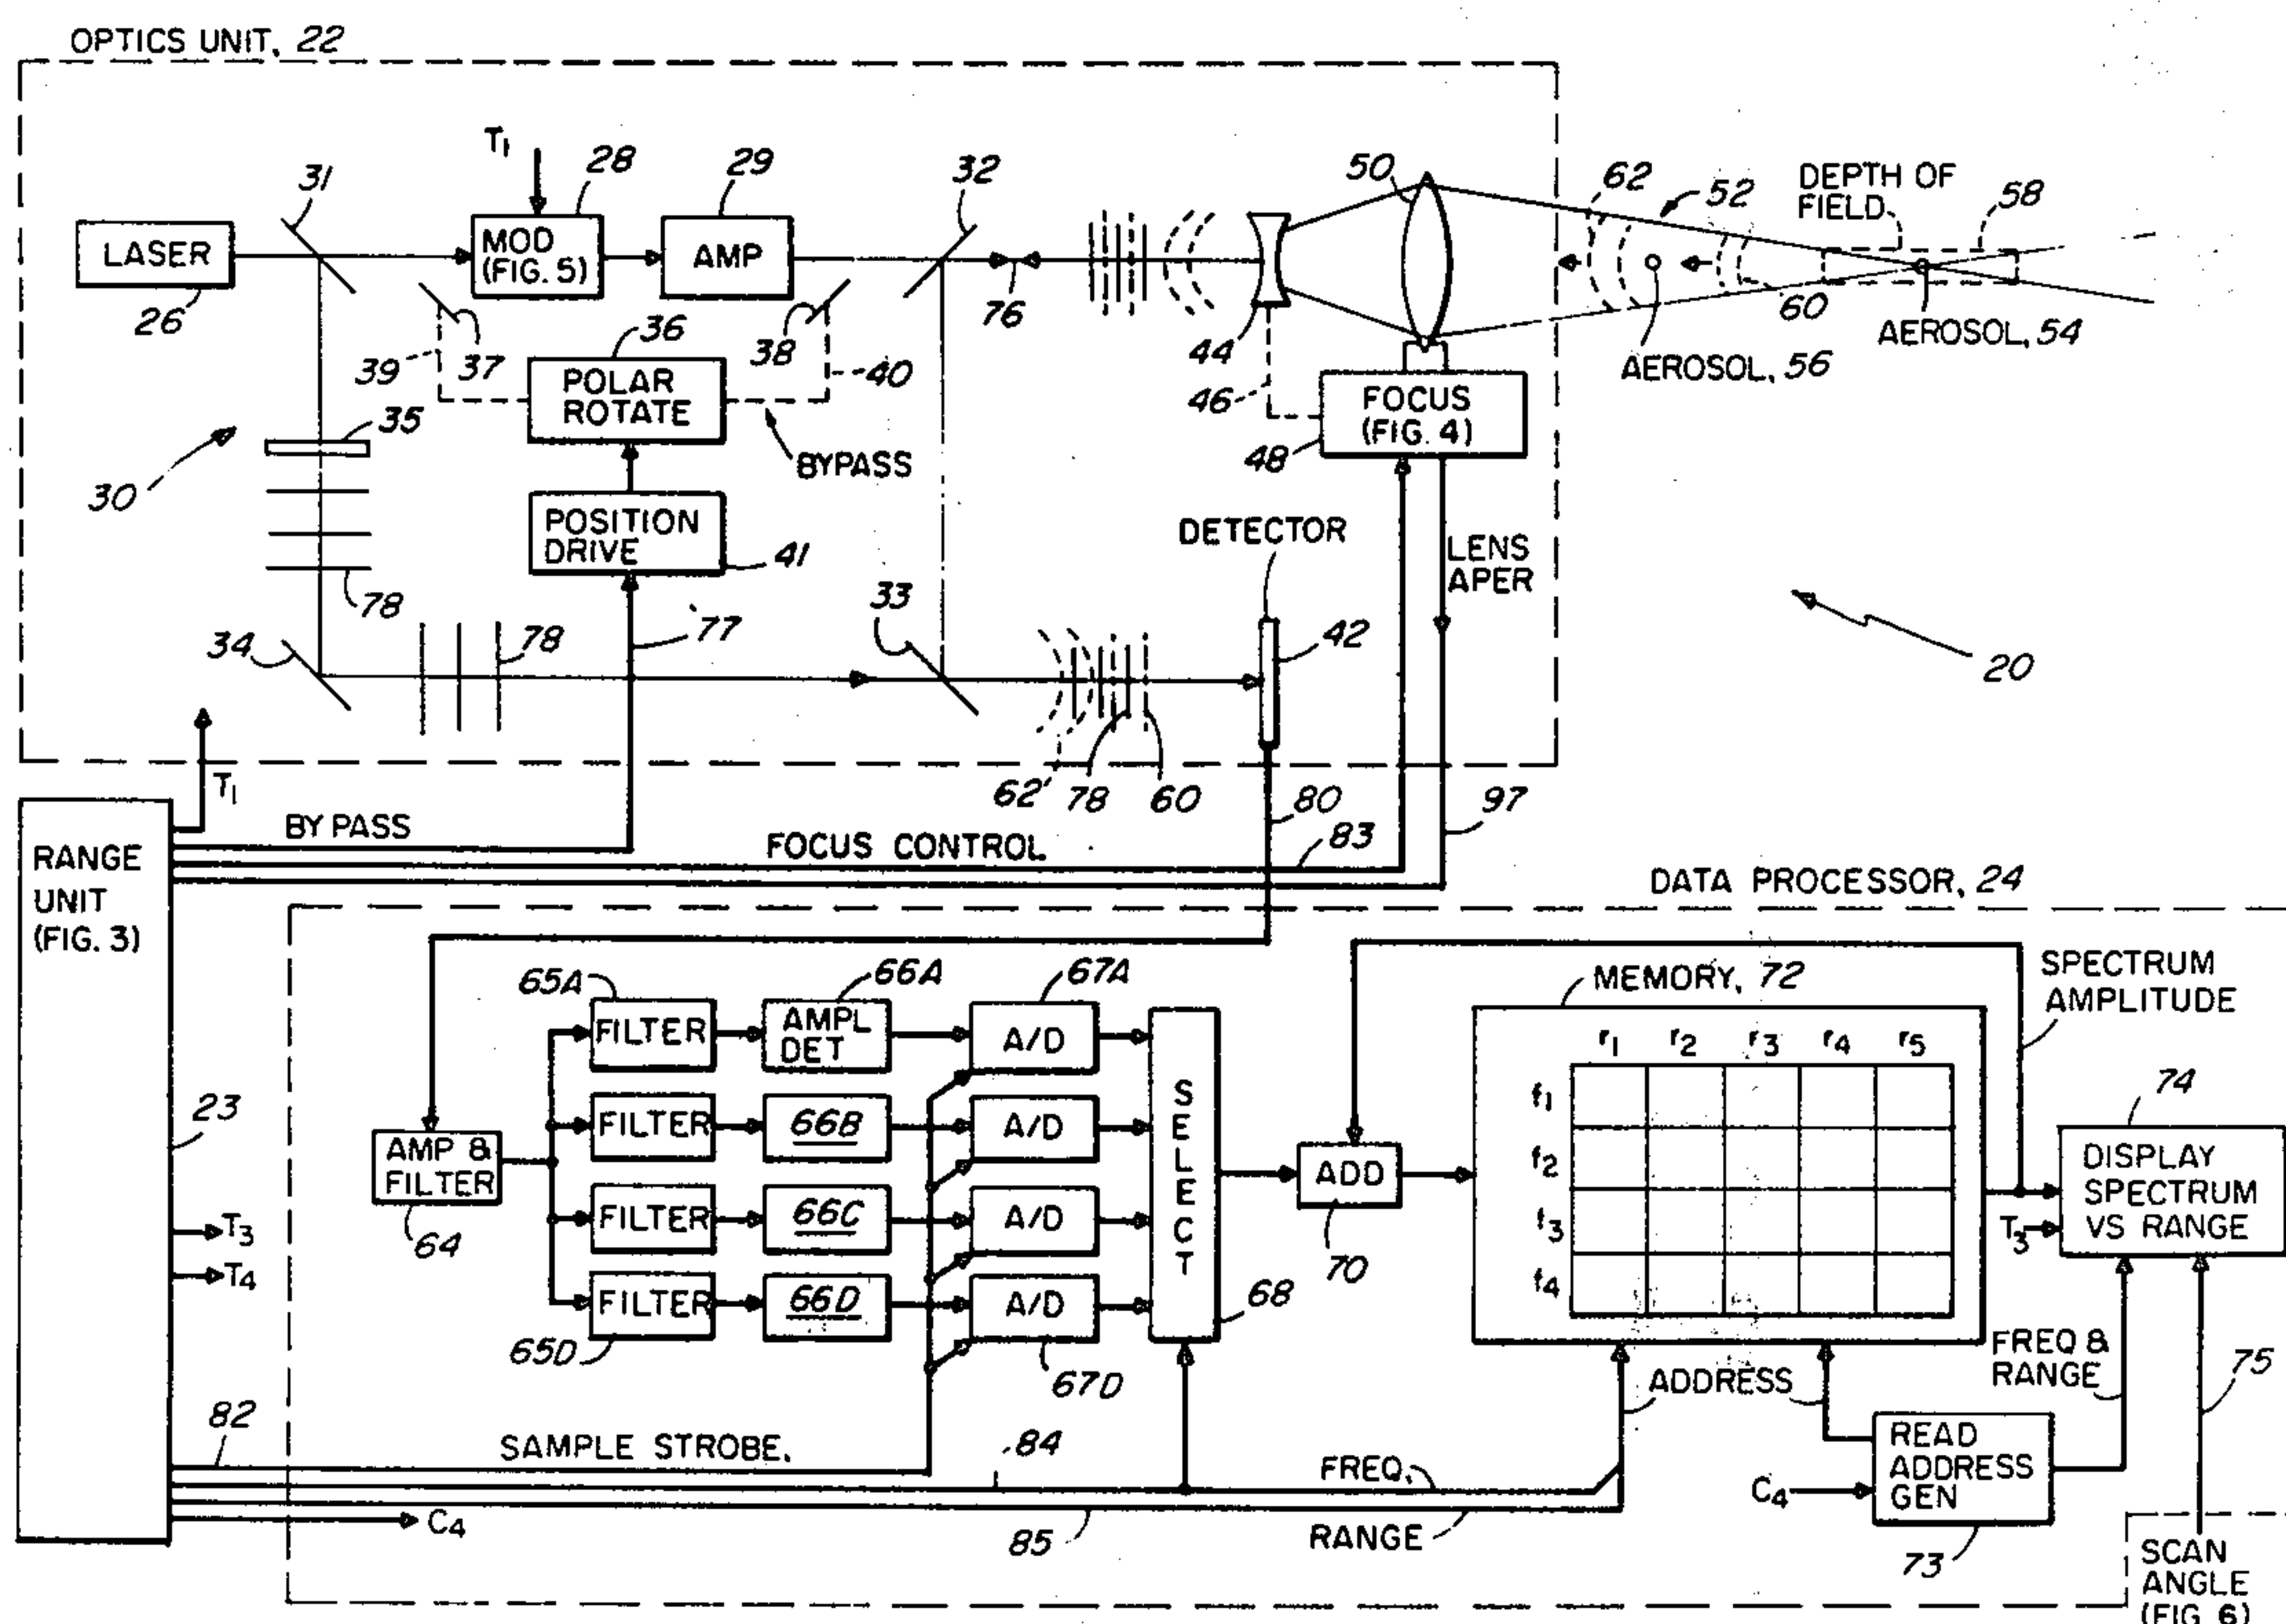 OPTICS UNIT, 22
T1
28
29
31
32
50
62
52
DEPTH OF
FIELD
58
LASER
MOD
(FIG. 5)
AMP
26
37
38
76
44
60
AEROSOL, 54
AEROSOL, 56
39
36
40
46
POLAR
ROTATE
FOCUS
(FIG. 4)
48
35
BYPASS
30
POSITION
DRIVE
41
DETECTOR
LENS
APER
78
33
77
42
34
78
20
62'
78
60
80
97
T1
BYPASS
FOCUS CONTROL
83
RANGE
UNIT
(FIG. 3)
DATA PROCESSOR, 24
65A
66A
67A
MEMORY, 72
SPECTRUM
AMPLITUDE
FILTER
AMPL
DET
A/D
r1 r2 r3 r4 r5
23
FILTER
66B
A/D
SELECT
f1
74
AMP &
FILTER
ADD
f2
DISPLAY
SPECTRUM
VS RANGE
T3
64
FILTER
66C
A/D
70
f3
T3
T4
FILTER
66D
A/D
68
f4
65D
67D
FREQ &
RANGE
ADDRESS
75
82
SAMPLE STROBE,
84
FREQ,
READ
ADDRESS
GEN
C4
C4
85
RANGE
73
SCAN
ANGLE
(FIG. 6)